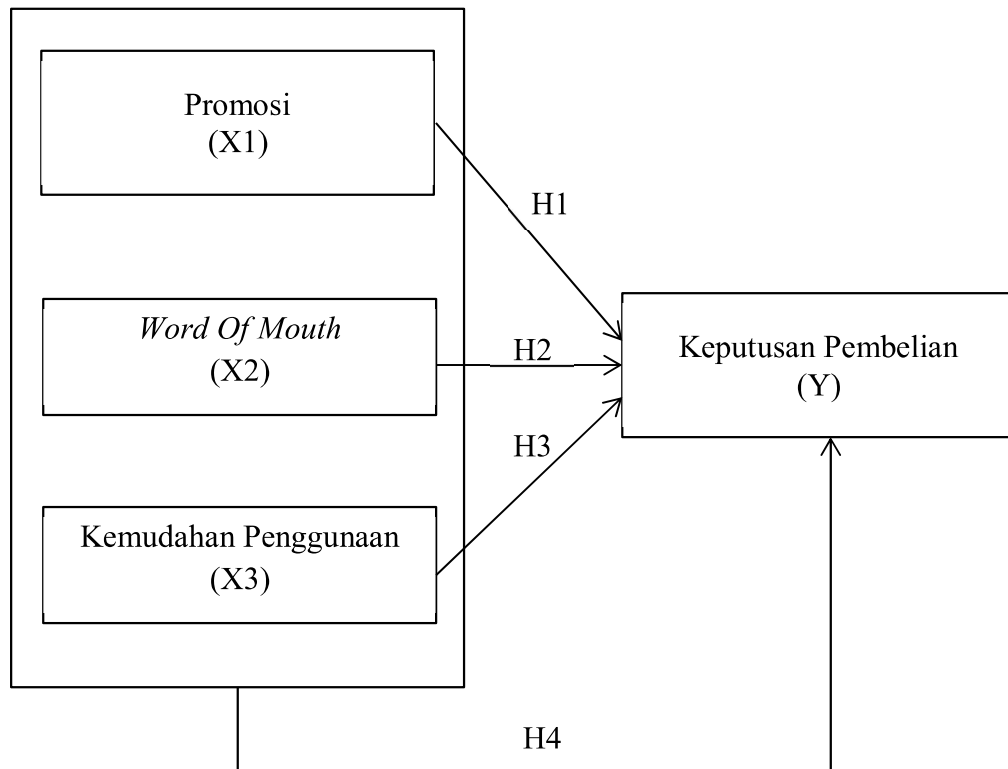 Promosi
(X1)
H1
Word Of Mouth
(X2)
H2
Keputusan Pembelian
(Y)
H3
Kemudahan Penggunaan
(X3)
H4